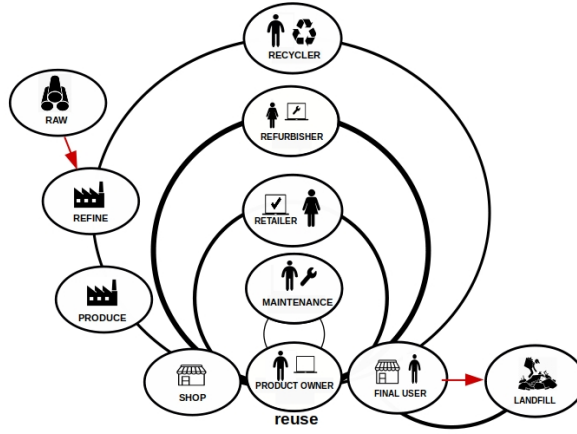 RECYCLER
RAW
REFURBISHER
REFINE
RETAILER
MAINTENANCE
PRODUCE
SHOP
PRODUCT OWNER
FINAL USER
LANDFILL
reuse